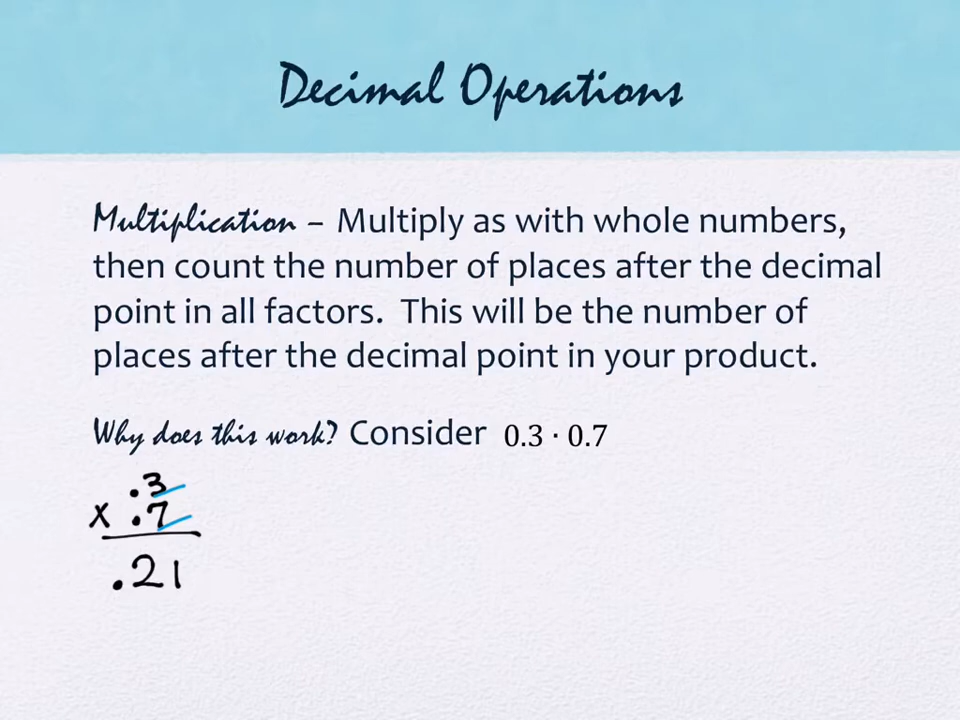 Decimal Operations
Multiplication – Multiply as with whole numbers,
then count the number of places after the decimal
point in all factors. This will be the number of
places after the decimal point in your product.
Why does this work? Consider 0.3 · 0.7
.3
x .7
.21